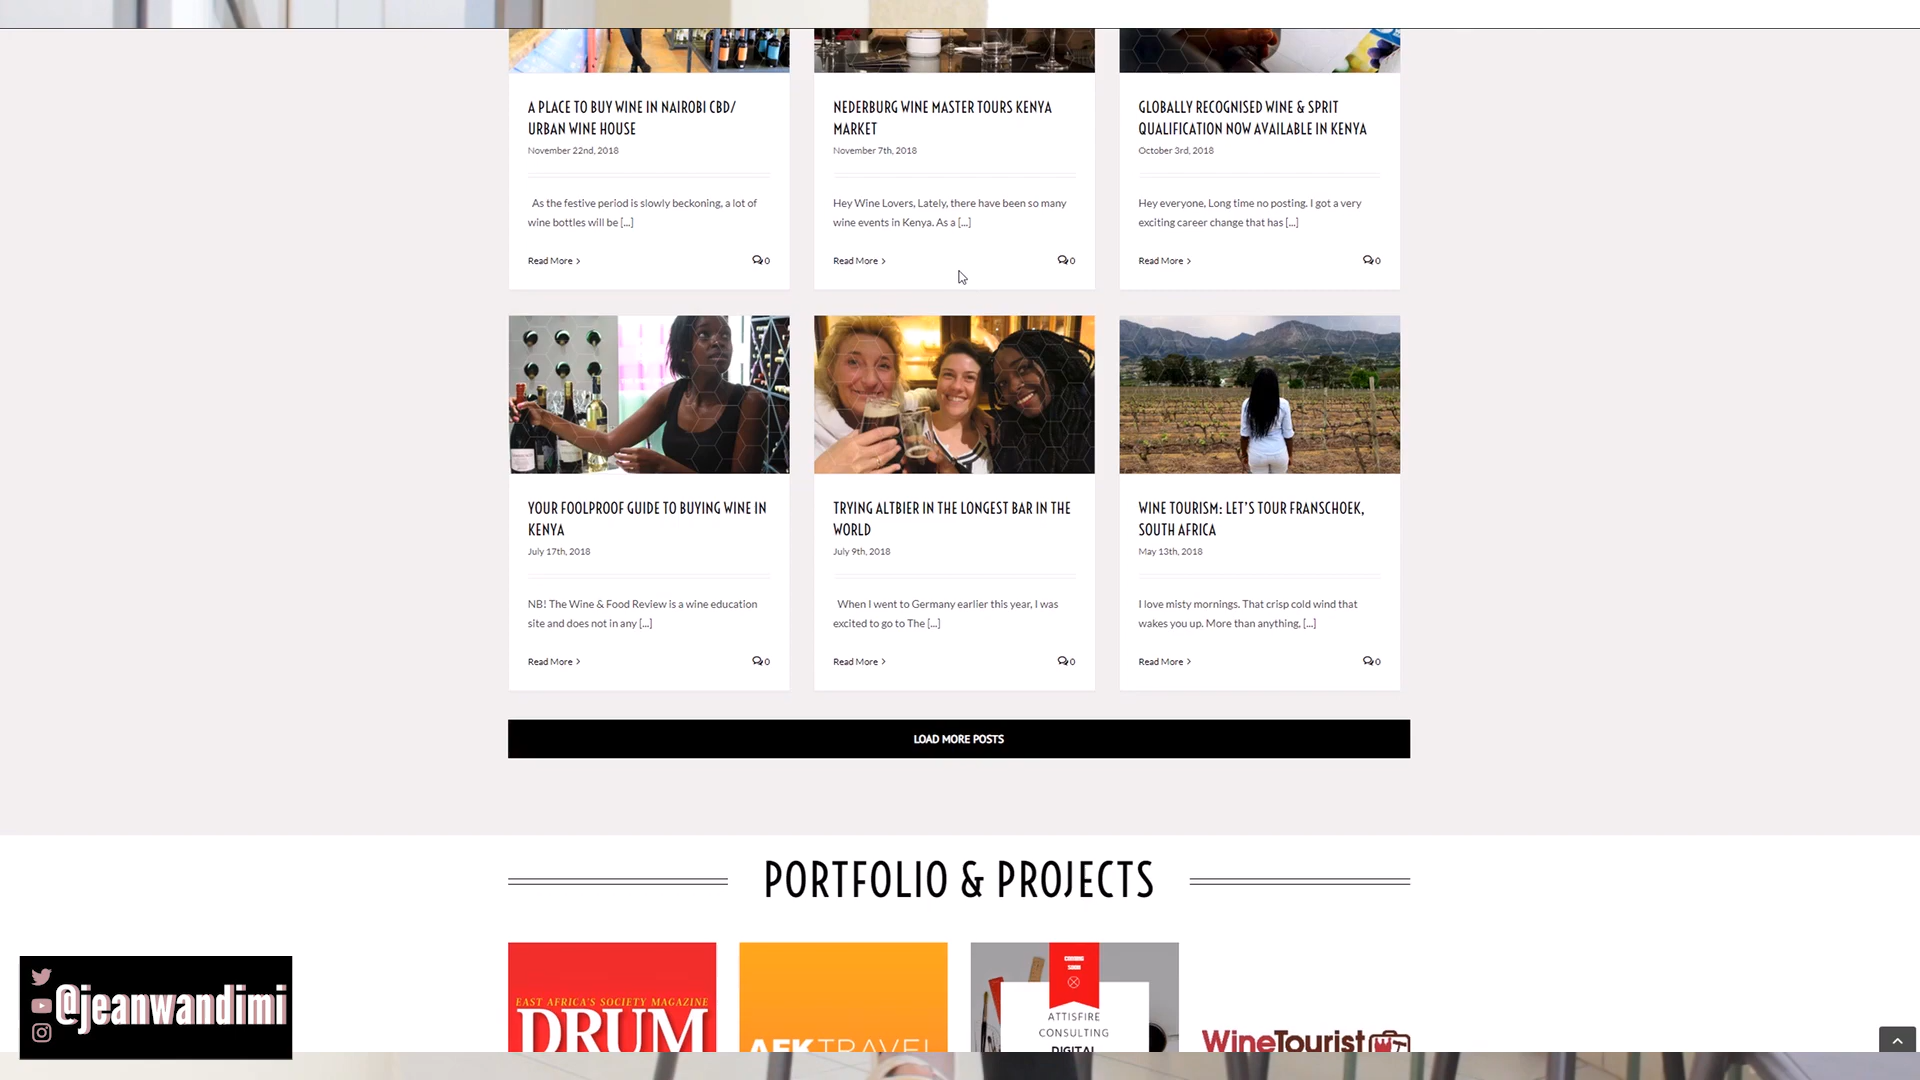 A PLACE TO BUY WINE IN NAIROBI CBD/
URBAN WINE HOUSE
November 22nd, 2018
As the festive period is slowly beckoning, a lot of
wine bottles will be [...]
Read More >
0
NEDERBURG WINE MASTER TOURS KENYA
MARKET
November 7th, 2018
Hey Wine Lovers, Lately, there have been so many
wine events in Kenya. As a [...]
Read More >
0
GLOBALLY RECOGNISED WINE & SPRIT
QUALIFICATION NOW AVAILABLE IN KENYA
October 3rd, 2018
Hey everyone, Long time no posting. I got a very
exciting career change that has [...]
Read More >
0
YOUR FOOLPROOF GUIDE TO BUYING WINE IN
KENYA
July 17th, 2018
NB! The Wine & Food Review is a wine education
site and does not in any [...]
Read More >
0
TRYING ALTBIER IN THE LONGEST BAR IN THE
WORLD
July 9th, 2018
When I went to Germany earlier this year, I was
excited to go to The [...]
Read More >
0
WINE TOURISM: LET'S TOUR FRANSCHOEK,
SOUTH AFRICA
May 13th, 2018
I love misty mornings. That crisp cold wind that
wakes you up. More than anything, [...]
Read More >
0
LOAD MORE POSTS
PORTFOLIO & PROJECTS
EAST AFRICA'S SOCIETY MAGAZINE
DRUM
AFKTRAVEL
COMING
SOON
ATTISFIRE
CONSULTING
DIGITAL
WineTourist
@jeanwandimi